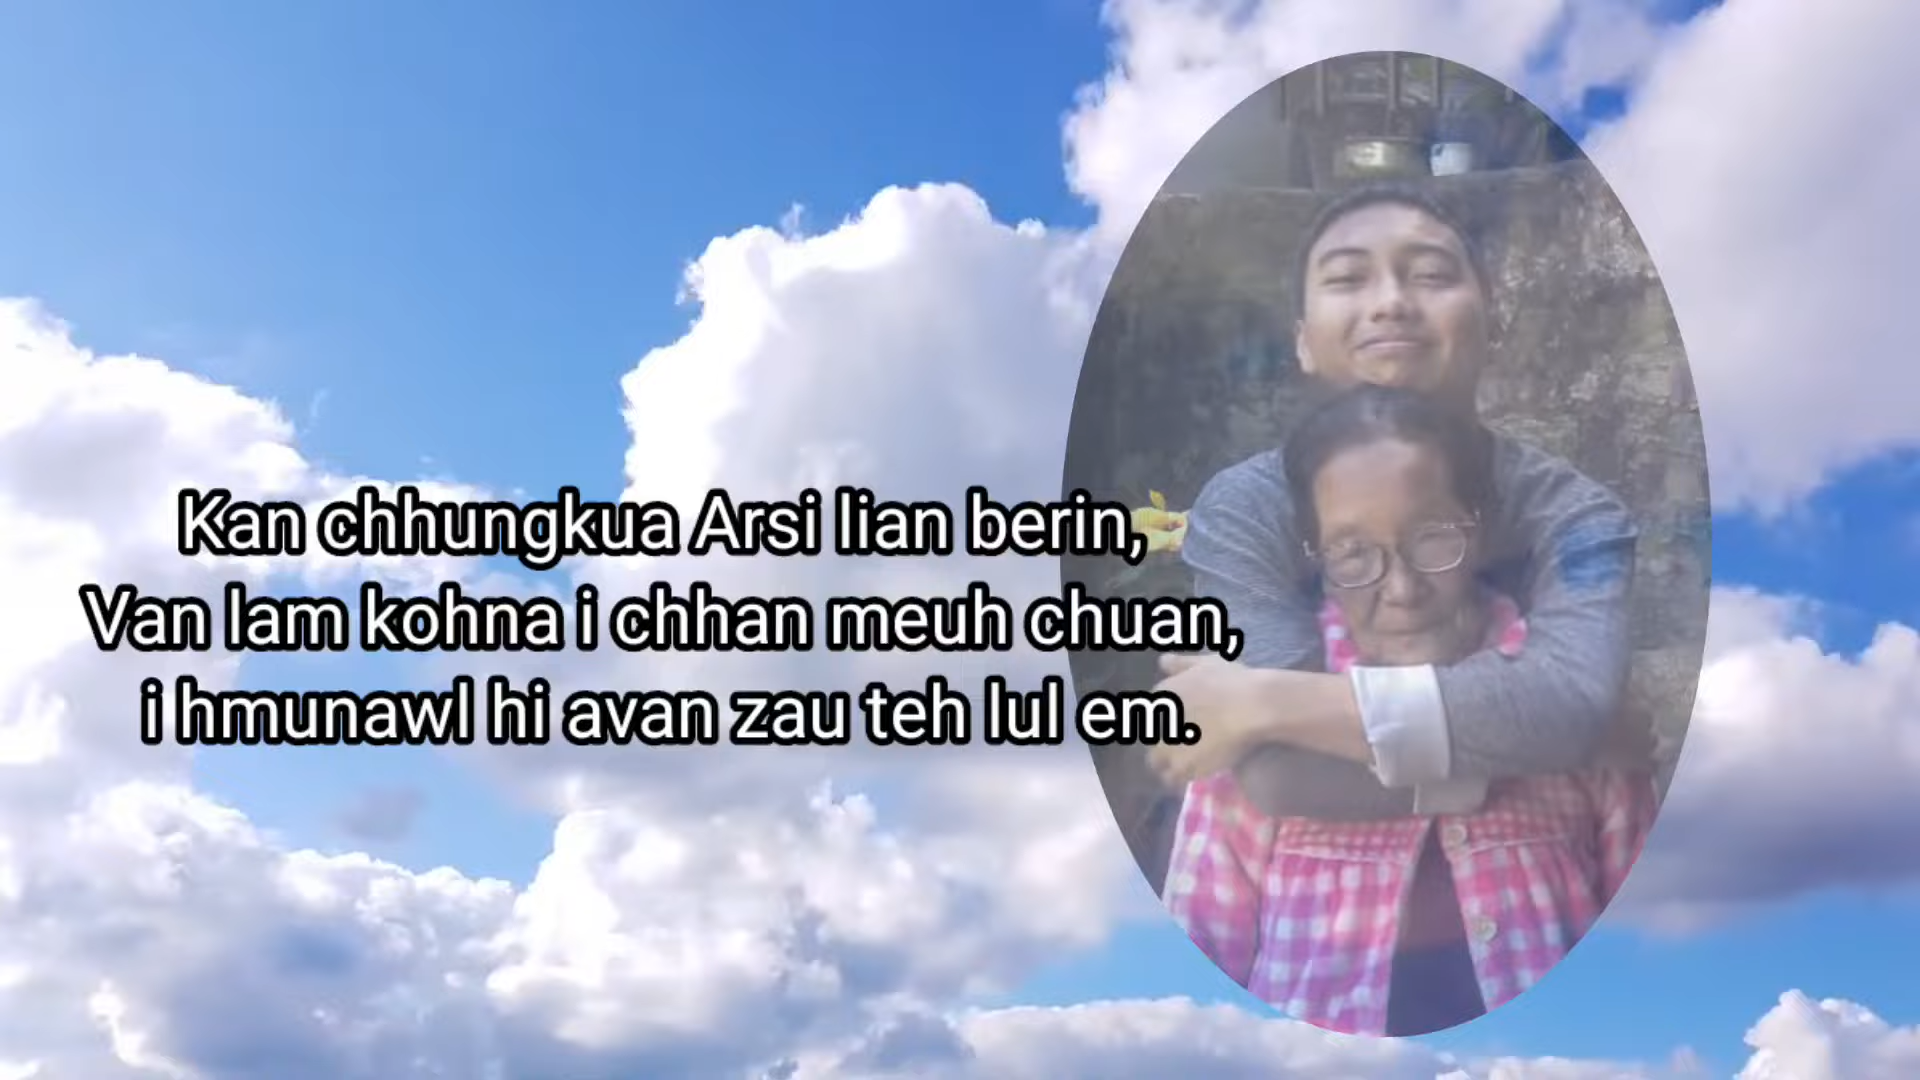 Kan chhungkua Arsi lian berin,
Van lam kohna i chhan meuh chuan,
i hmunawl hi avan zau teh lul em.